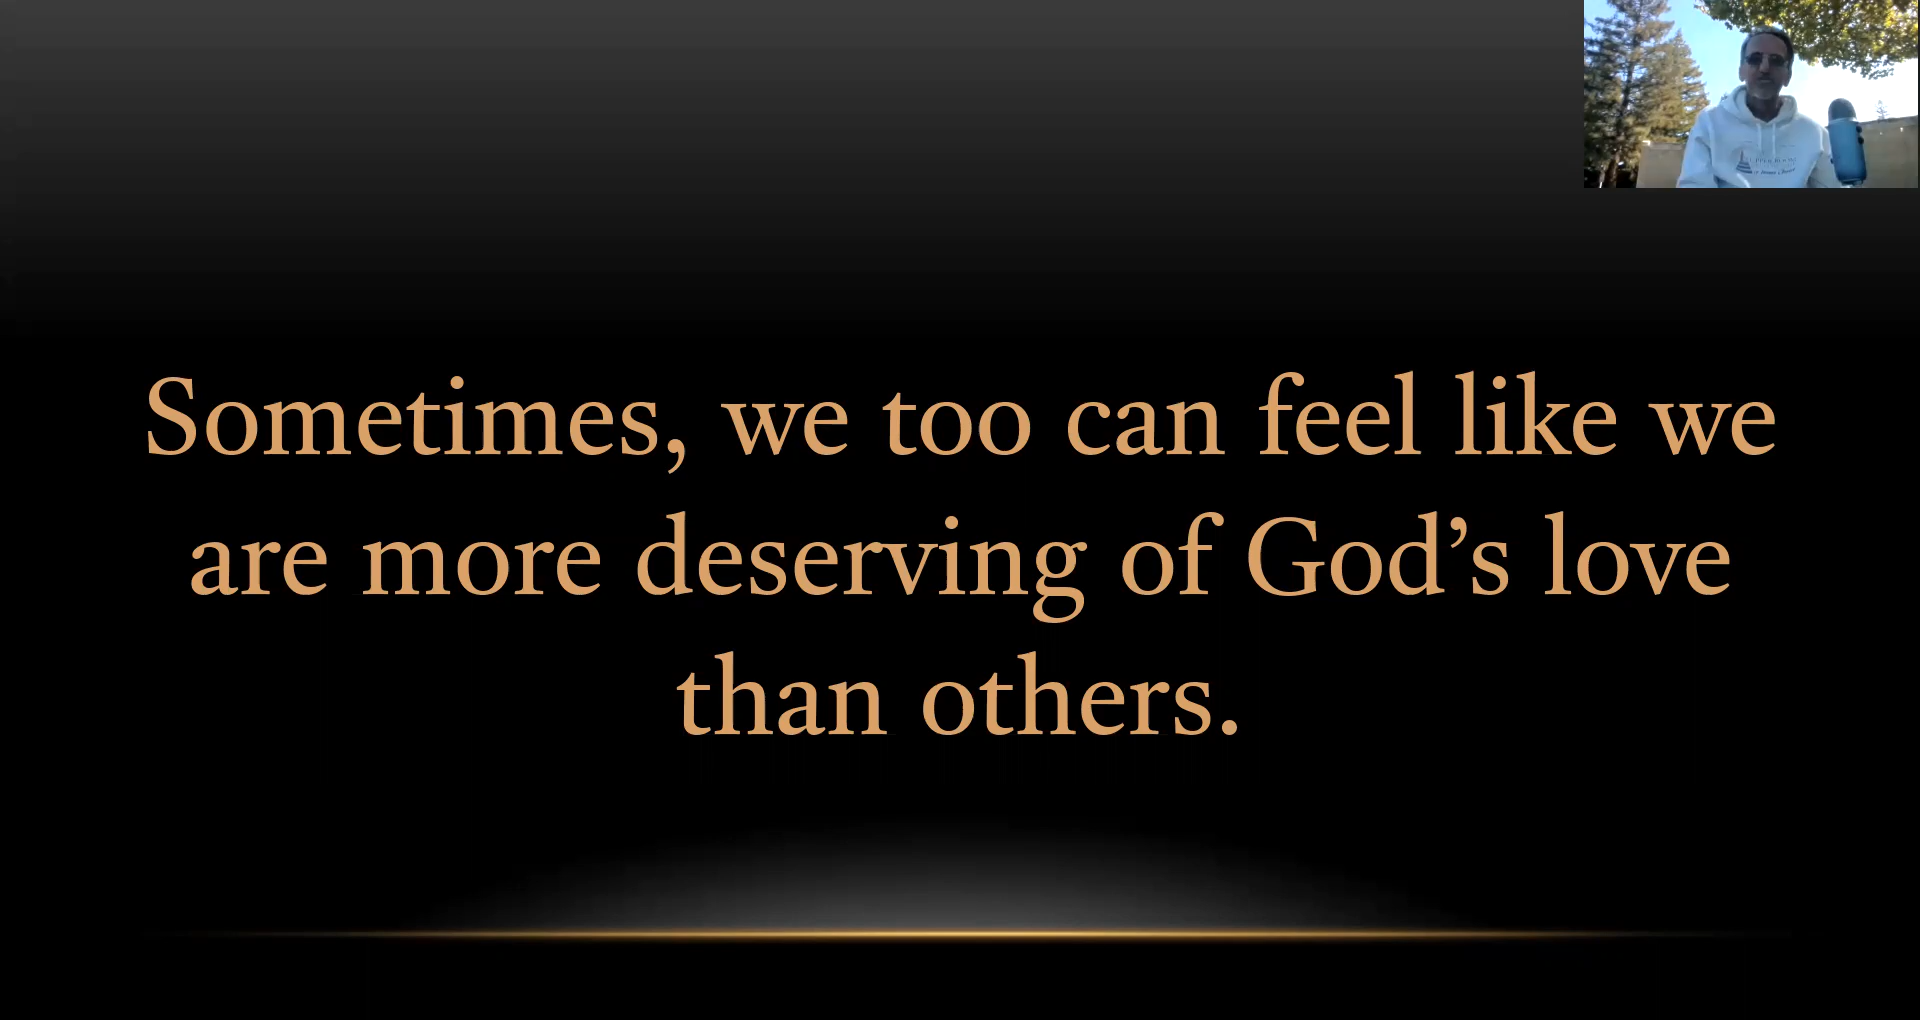 Sometimes, we too can feel like we
are more deserving of God’s love
than others.